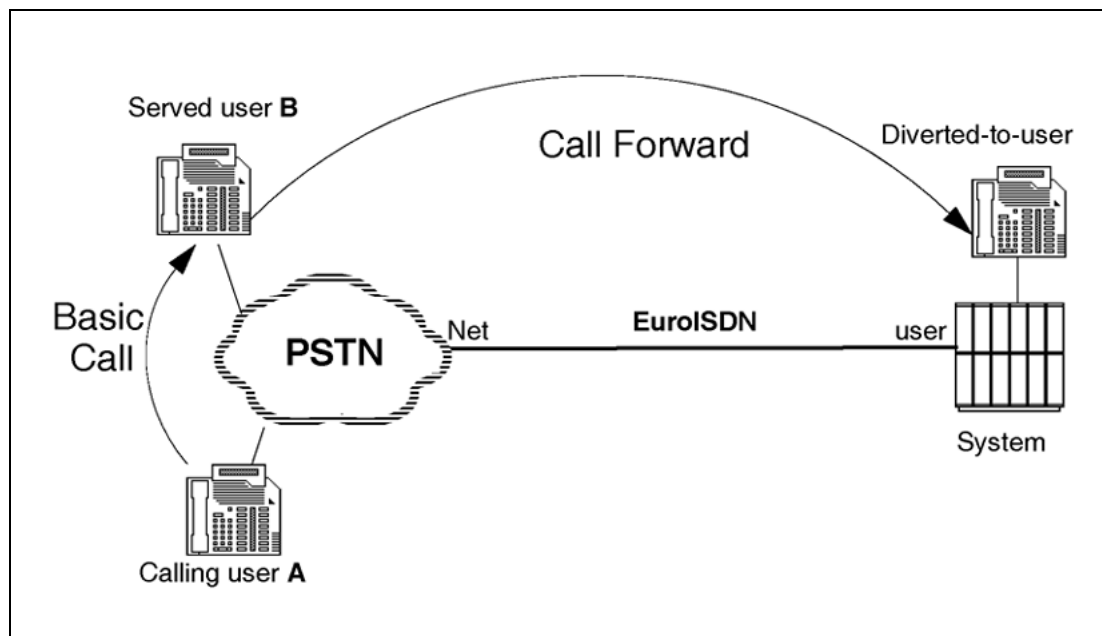 Served user B
Call Forward
Diverted-to-user
Basic
Call
PSTN
Net
EuroISDN
user
System
Calling user A